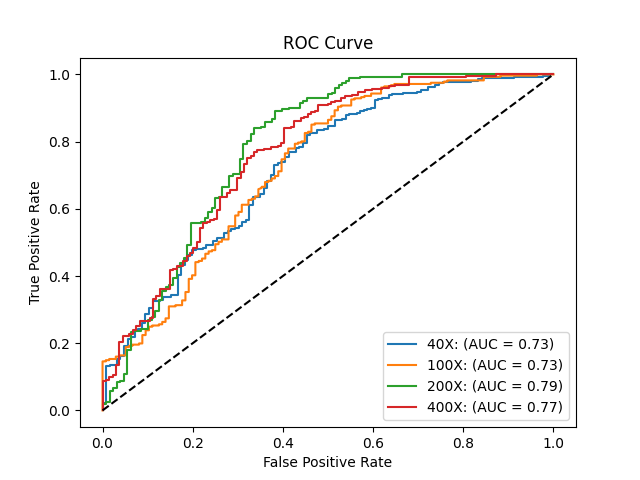 ROC Curve
True Positive Rate
1.0
0.8
0.6
0.4
0.2
0.0
0.0 0.2 0.4 0.6 0.8 1.0
False Positive Rate
40X: (AUC = 0.73)
100X: (AUC = 0.73)
200X: (AUC = 0.79)
400X: (AUC = 0.77)